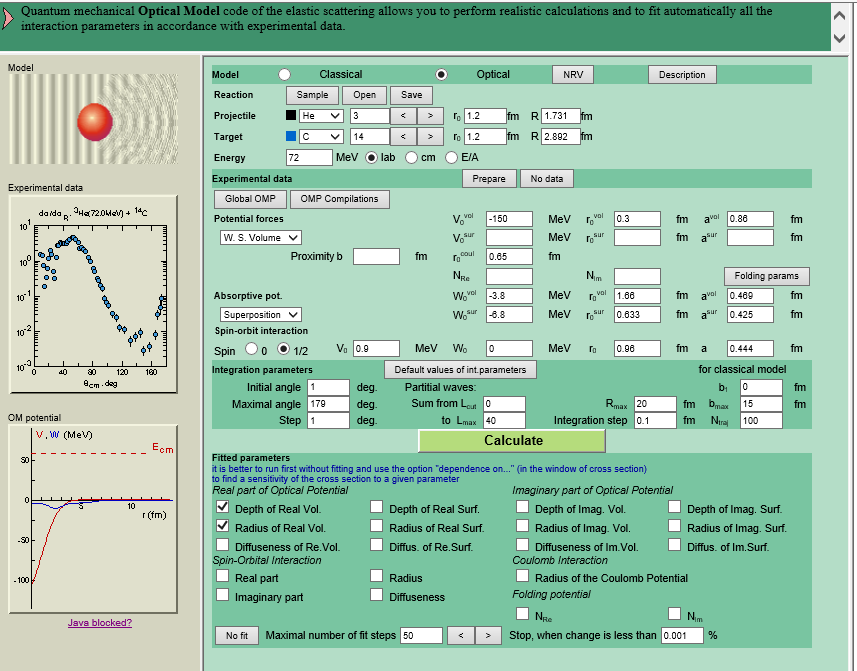 Quantum mechanical Optical Model code of the elastic scattering allows you to perform realistic calculations and to fit automatically all the
interaction parameters in accordance with experimental data.
Model
Experimental data
dσ/dσ R, 3He(72.0MeV) + 14C
10^1
10^0
10^-1
10^-2
10^-3
0 40 80 120 160
θcm, deg
OM potential
V, W (MeV)
Ecm
50
0
5 10
r (fm)
-50
-100
Java blocked?
Model Classical Optical NRV Description
Reaction Sample Open Save
Projectile He 3 < > r0 1.2 fm R 1.731 fm
Target C 14 < > r0 1.2 fm R 2.892 fm
Energy 72 MeV lab cm E/A
Experimental data Prepare No data
Global OMP OMP Compilations
Potential forces V0 vol -150 MeV r0 vol 0.3 fm a vol 0.86 fm
W. S. Volume V0 sur MeV r0 sur fm a sur fm
Proximity b fm r0 coul 0.65 fm
NRe Nim Folding params
Absorptive pot. W0 vol -3.8 MeV r0 vol 1.66 fm a vol 0.469 fm
Superposition W0 sur -6.8 MeV r0 sur 0.633 fm a sur 0.425 fm
Spin-orbit interaction
Spin 0 1/2 V0 0.9 MeV W0 0 MeV r0 0.96 fm a 0.444 fm
Integration parameters Default values of int.parameters for classical model
Initial angle 1 deg. Partitial waves: b1 0 fm
Maximal angle 179 deg. Sum from Lcut 0 Rmax 20 fm bmax 15 fm
Step 1 deg. to Lmax 40 Integration step 0.1 fm Ntraj 100
Calculate
Fitted parameters
it is better to run first without fitting and use the option "dependence on..." (in the window of cross section)
to find a sensitivity of the cross section to a given parameter
Real part of Optical Potential Imaginary part of Optical Potential
Depth of Real Vol. Depth of Real Surf. Depth of Imag. Vol. Depth of Imag. Surf.
Radius of Real Vol. Radius of Real Surf. Radius of Imag. Vol. Radius of Imag. Surf.
Diffuseness of Re.Vol. Diffus. of Re.Surf. Diffuseness of Im.Vol. Diffus. of Im.Surf.
Spin-Orbital Interaction Coulomb Interaction
Real part Radius Radius of the Coulomb Potential
Imaginary part Diffuseness Folding potential
NRe Nim
No fit Maximal number of fit steps 50 < > Stop, when change is less than 0.001 %